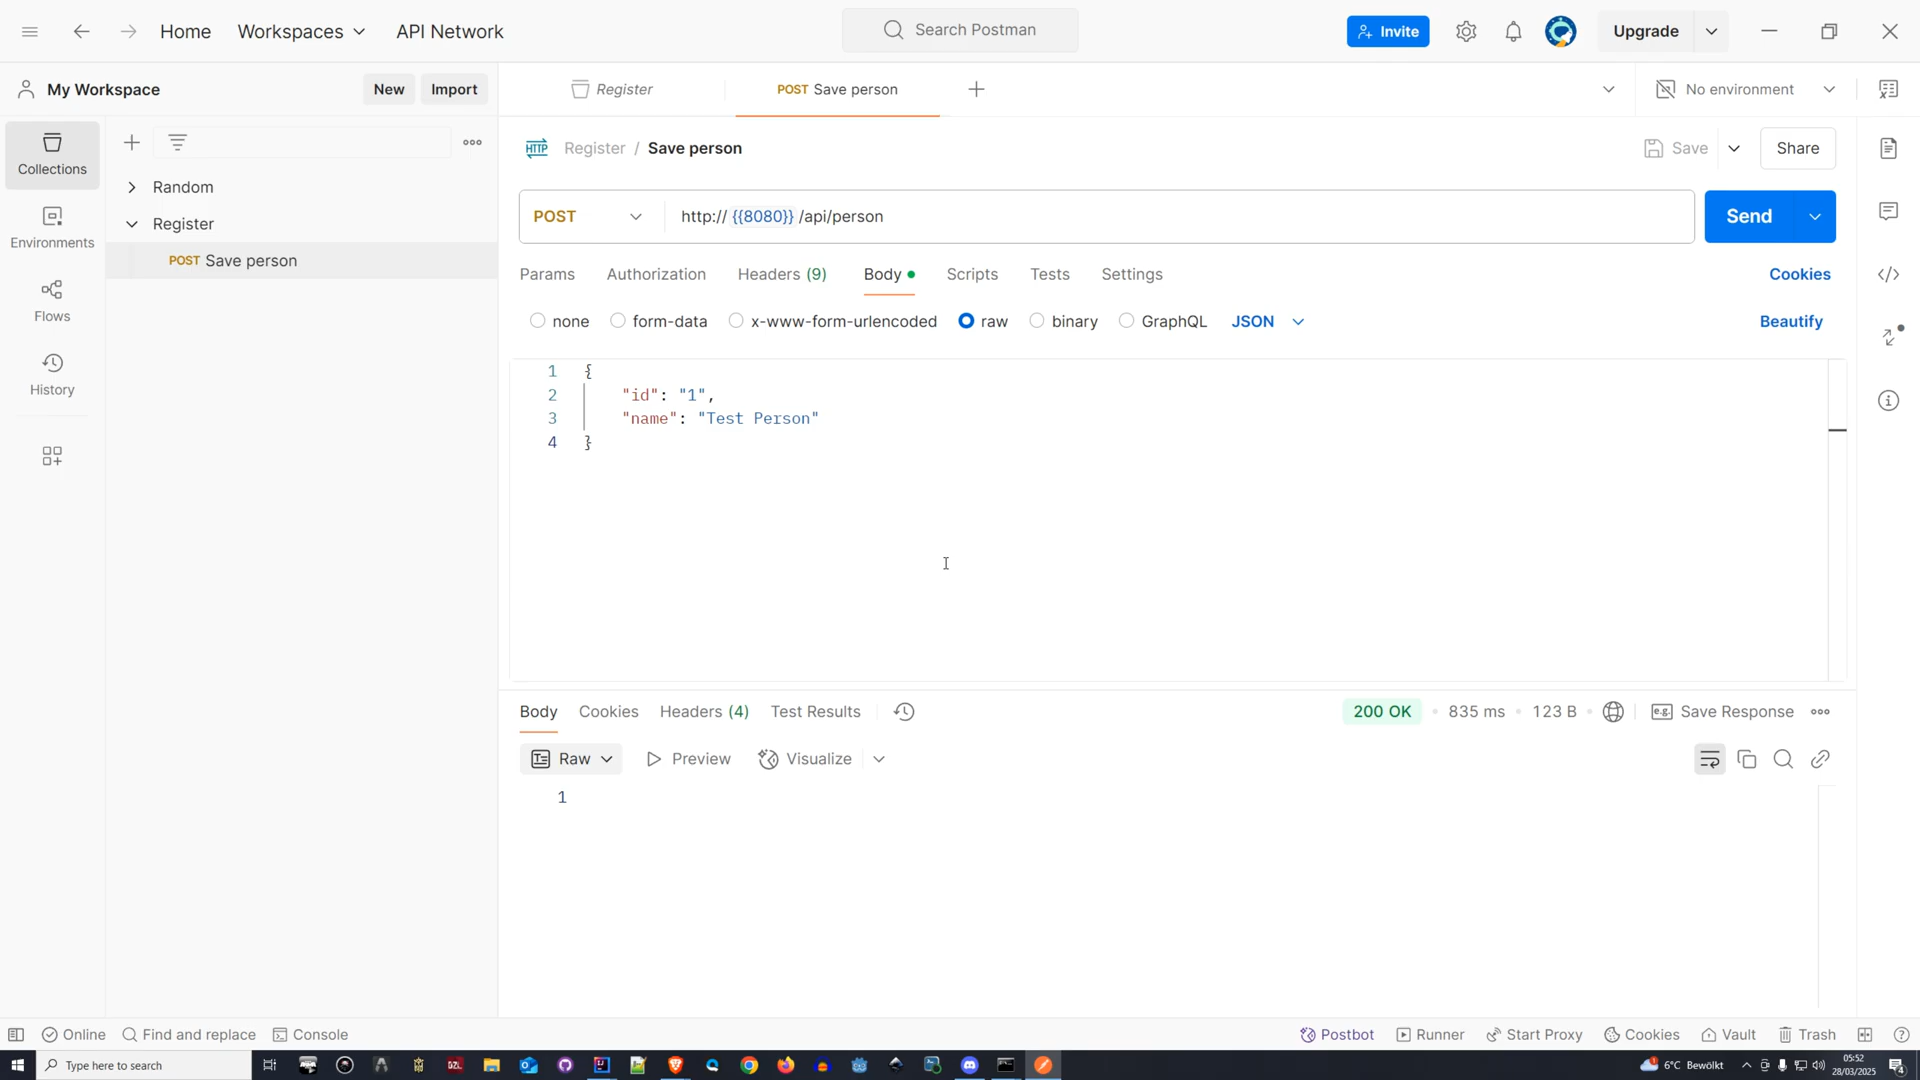 Home Workspaces API Network Search Postman Invite Upgrade
My Workspace New Import Register POST Save person No environment
HTTP Register / Save person Save Share
Collections
Random
Register
POST Save person
Environments
Flows
History
POST http:// {{8080}} /api/person Send
Params Authorization Headers (9) Body Scripts Tests Settings Cookies
none form-data x-www-form-urlencoded raw binary GraphQL JSON Beautify
1 {
2 "id": "1",
3 "name": "Test Person"
4 }
Body Cookies Headers (4) Test Results 200 OK • 835 ms • 123 B • e.g. Save Response
Raw Preview Visualize
1
Online Find and replace Console Postbot Runner Start Proxy Cookies Vault Trash
Type here to search 6°C Bewölkt 05:52
28/03/2025